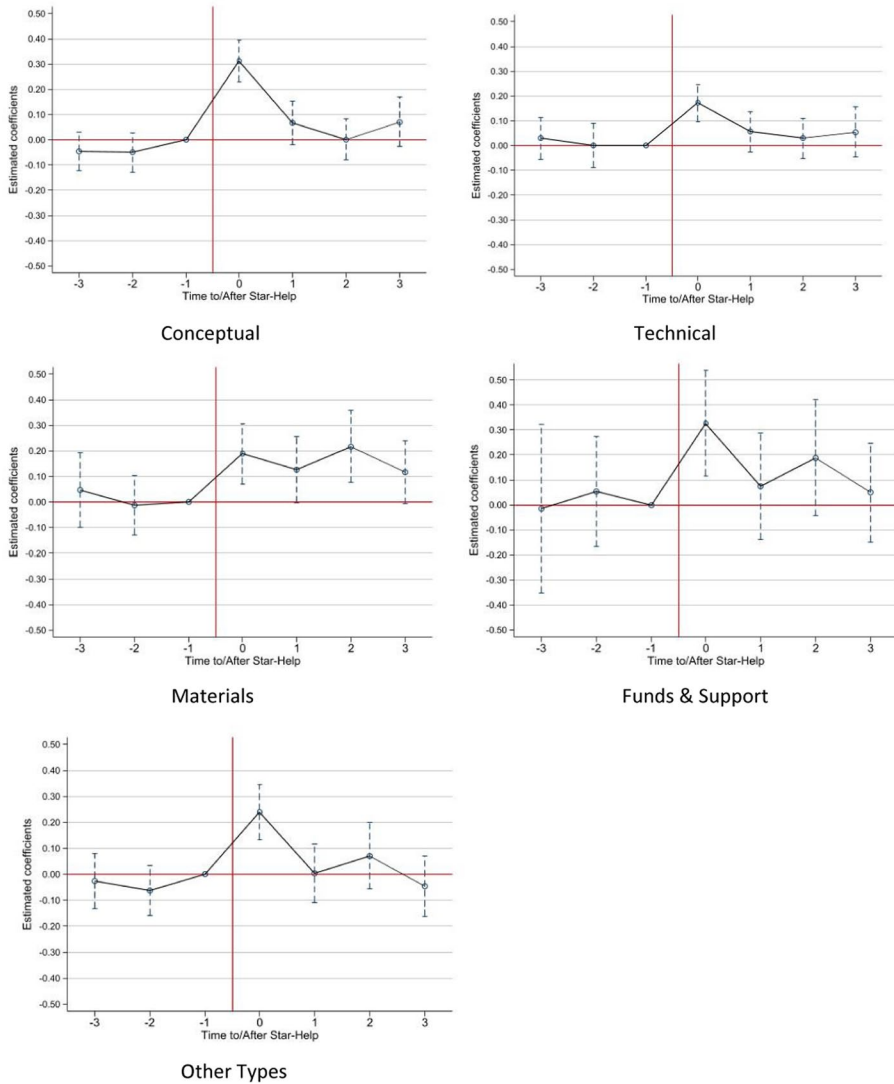 0.50
0.40
0.30
0.20
0.10
0.00
-0.10
-0.20
0.30
-0.40
-0.50
Estimated coefficients
-3 -2 -1 0 1 2 3
Time to/After Star-Help
Conceptual
0.50
0.40
0.30
0.20
0.10
0.00
-0.10
-0.20
-0.30
-0.40
-0.50
Estimated coefficients
-3 -2 -1 0 1 2 3
Time to/After Star-Help
Technical
0.50
0.40
0.30
0.20
0.10
0.00
-0.10
-0.20
-0.30
-0.40
-0.50
Estimated coefficients
-3 -2 -1 0 1 2 3
Time to/After Star-Help
Materials
0.50
0.40
0.30
0.20
0.10
0.00
-0.10
-0.20
-0.30
-0.40
-0.50
Estimated coefficients
-3 -2 -1 0 1 2 3
Time to/After Star-Help
Funds & Support
0.50
0.40
0.30
0.20
0.10
0.00
-0.10
-0.20
-0.30
-0.40
-0.50
Estimated coefficients
-3 -2 -1 0 1 2 3
Time to/After Star-Help
Other Types